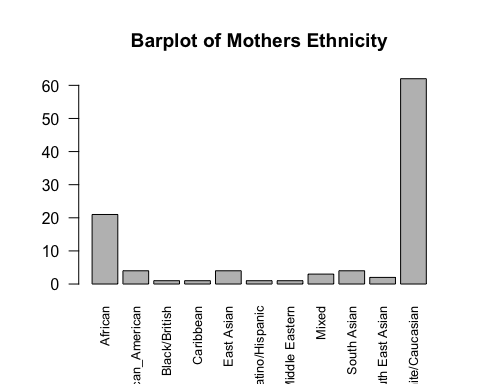 Barplot of Mothers Ethnicity
60
50
40
30
20
10
0
African
can_American
Black/British
Caribbean
East Asian
atino/Hispanic
Middle Eastern
Mixed
South Asian
uth East Asian
ite/Caucasian